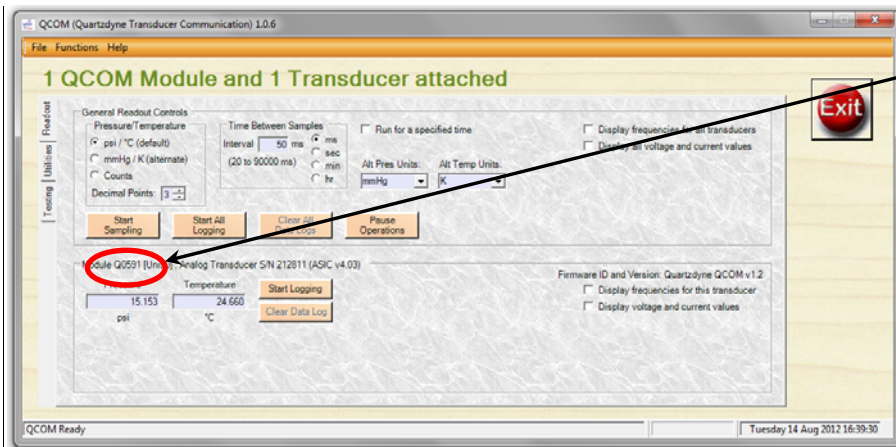 QCOM (Quartzdyne Transducer Communication) 1.0.6
File Functions Help
1 QCOM Module and 1 Transducer attached
Exit
Readout
Utilities
Testing
General Readout Controls
Pressure/Temperature
psi / °C (default)
mmHg / K (alternate)
Counts
Decimal Points: 3
Time Between Samples
Interval 50 ms
(20 to 90000 ms)
ms
sec
min
hr
Run for a specified time
Alt Pres Units: Alt Temp Units:
mmHg K
Display frequencies for all transducers
Display all voltage and current values
Start Sampling
Start All Logging
Clear All Data Logs
Pause Operations
Module Q0591 : Analog Transducer S/N 212811 (ASIC v4.03)
Temperature
15.153 24.660
psi °C
Start Logging
Clear Data Log
Firmware ID and Version: Quartzdyne QCOM v1.2
Display frequencies for this transducer
Display voltage and current values
QCOM Ready
Tuesday 14 Aug 2012 16:39:30